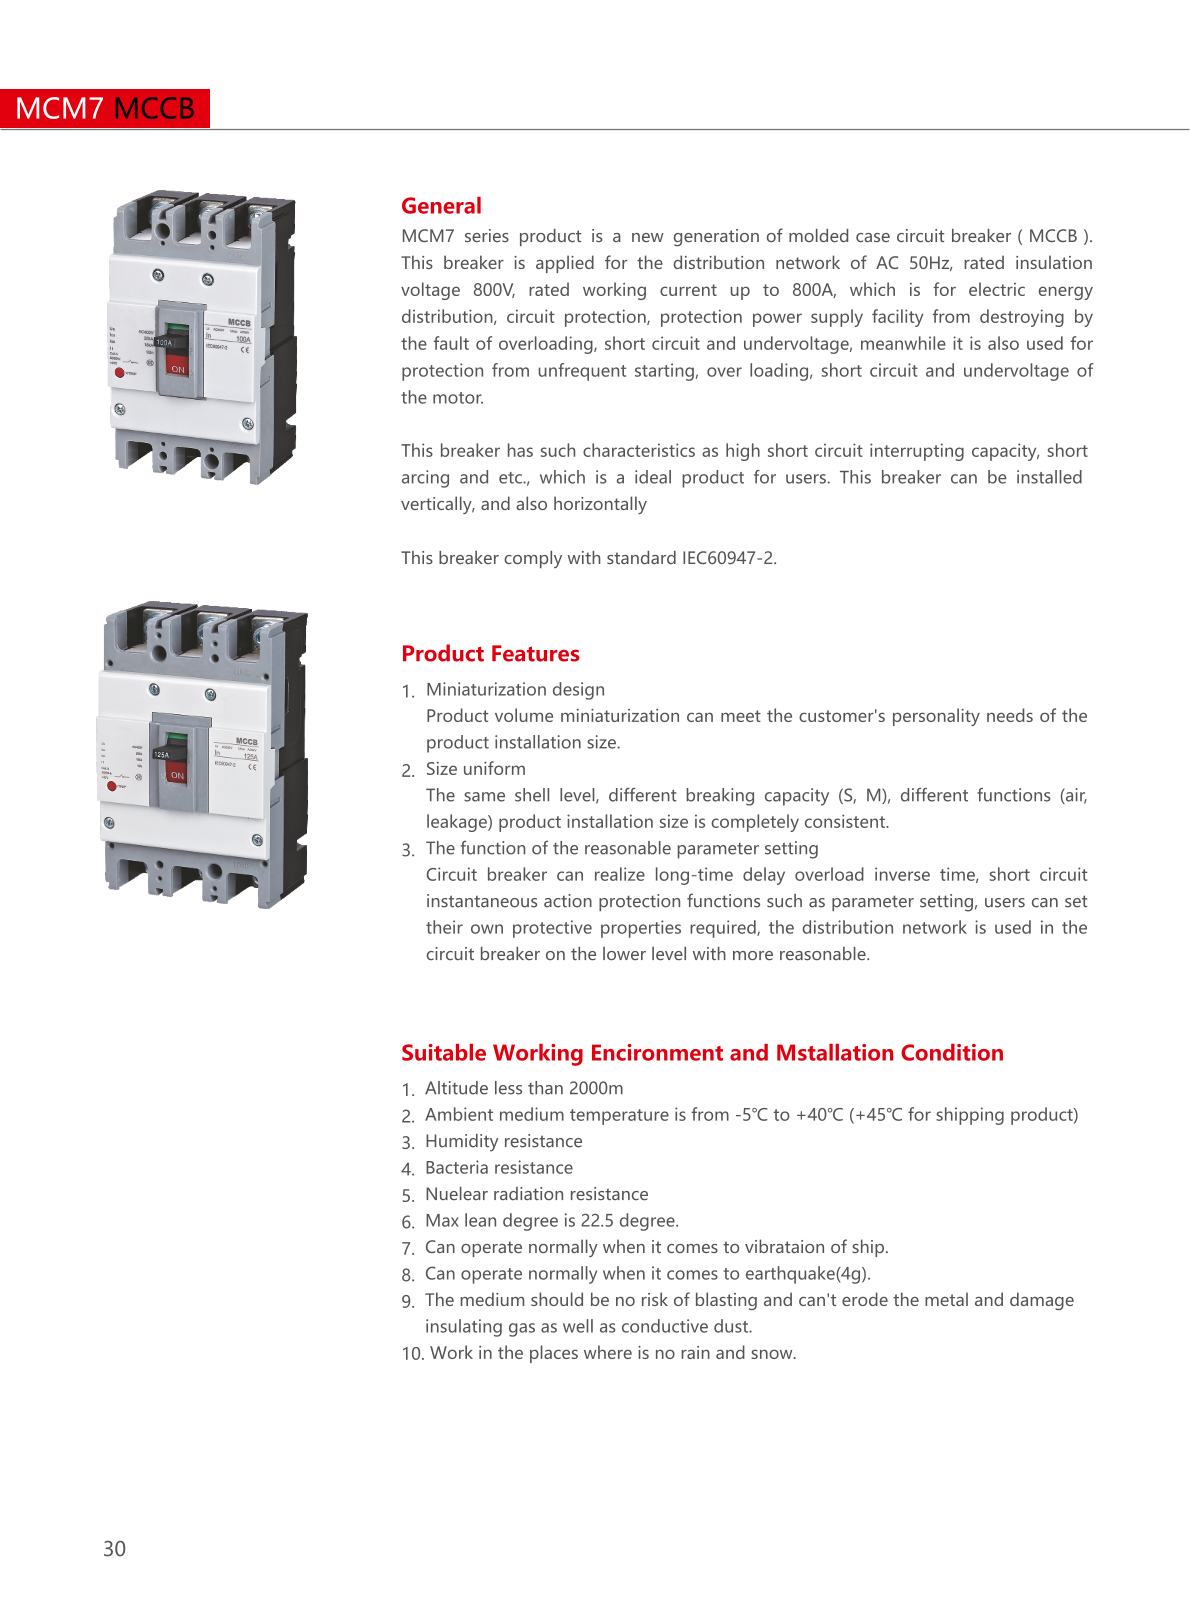 MCM7 MCCB
General
MCM7 series product is a new generation of molded case circuit breaker ( MCCB ).
This breaker is applied for the distribution network of AC 50Hz, rated insulation
voltage 800V, rated working current up to 800A, which is for electric energy
distribution, circuit protection, protection power supply facility from destroying by
the fault of overloading, short circuit and undervoltage, meanwhile it is also used for
protection from unfrequent starting, over loading, short circuit and undervoltage of
the motor.
This breaker has such characteristics as high short circuit interrupting capacity, short
arcing and etc., which is a ideal product for users. This breaker can be installed
vertically, and also horizontally
This breaker comply with standard IEC60947-2.
MCCB
100A
100A
IEC60947-2
CE
ON
Product Features
1. Miniaturization design
Product volume miniaturization can meet the customer's personality needs of the
product installation size.
2. Size uniform
The same shell level, different breaking capacity (S, M), different functions (air,
leakage) product installation size is completely consistent.
3. The function of the reasonable parameter setting
Circuit breaker can realize long-time delay overload inverse time, short circuit
instantaneous action protection functions such as parameter setting, users can set
their own protective properties required, the distribution network is used in the
circuit breaker on the lower level with more reasonable.
MCCB
125A
125A
IEC60947-2
CE
ON
Suitable Working Encironment and Mstallation Condition
1. Altitude less than 2000m
2. Ambient medium temperature is from -5℃ to +40℃ (+45℃ for shipping product)
3. Humidity resistance
4. Bacteria resistance
5. Nuelear radiation resistance
6. Max lean degree is 22.5 degree.
7. Can operate normally when it comes to vibrataion of ship.
8. Can operate normally when it comes to earthquake(4g).
9. The medium should be no risk of blasting and can't erode the metal and damage
insulating gas as well as conductive dust.
10. Work in the places where is no rain and snow.
30